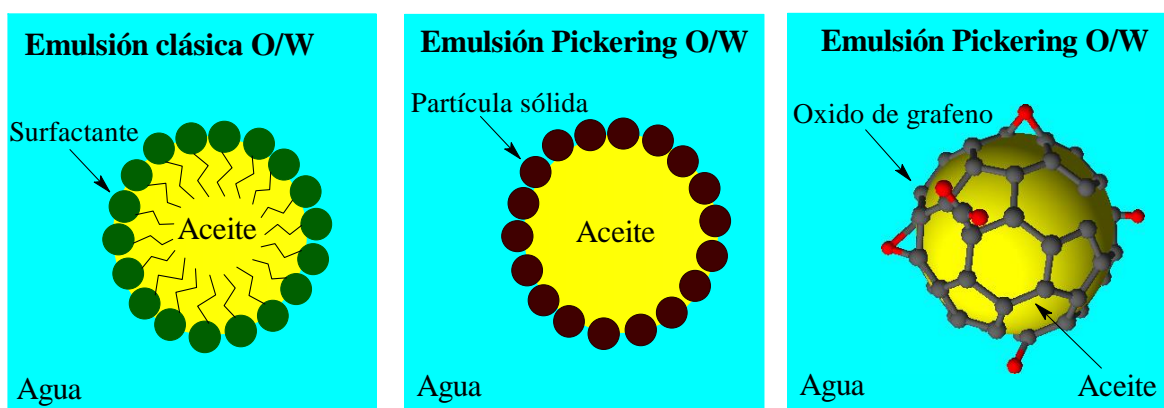 Emulsión clásica O/W
Surfactante
Aceite
Agua
Emulsión Pickering O/W
Partícula sólida
Aceite
Agua
Emulsión Pickering O/W
Oxido de grafeno
Agua
Aceite